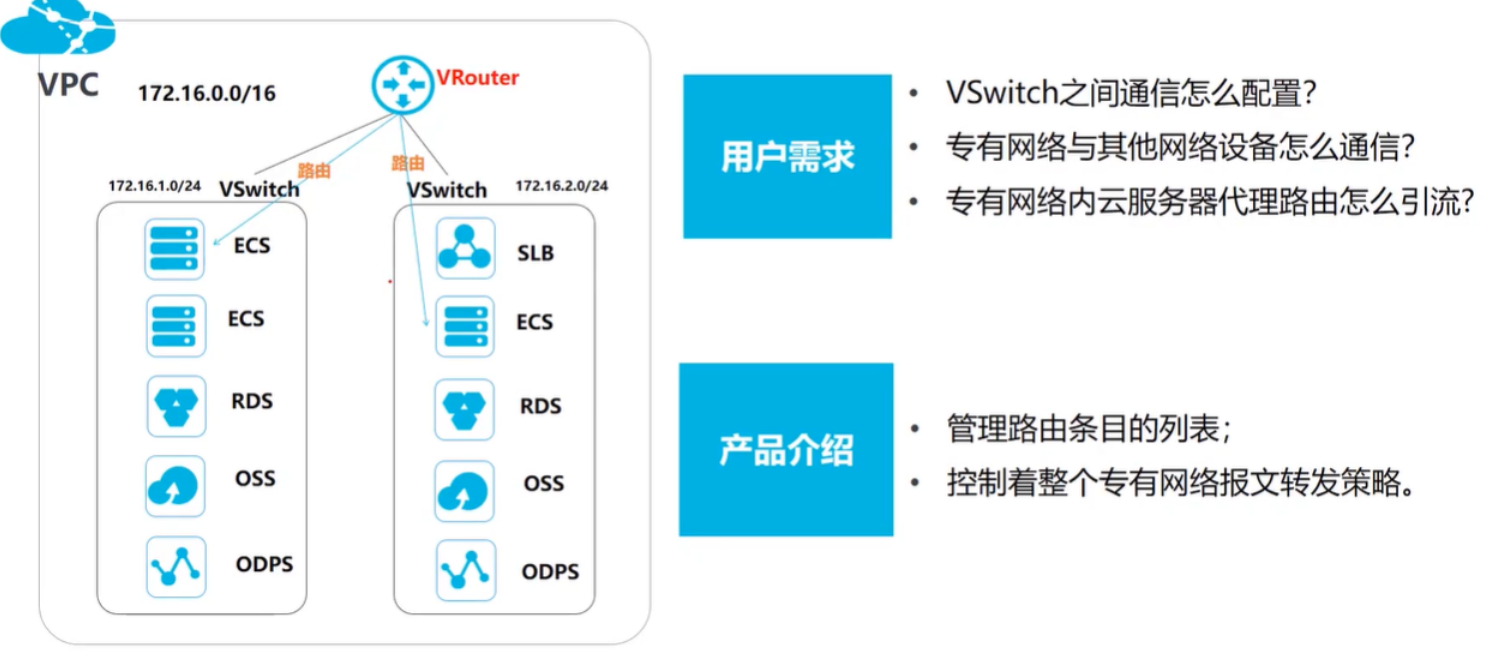 VPC
172.16.0.0/16
VRouter
路由
路由
172.16.1.0/24 VSwitch
VSwitch 172.16.2.0/24
ECS
ECS
RDS
OSS
ODPS
SLB
ECS
RDS
OSS
ODPS
用户需求
• VSwitch之间通信怎么配置?
• 专有网络与其他网络设备怎么通信?
• 专有网络内云服务器代理路由怎么引流?
产品介绍
• 管理路由条目的列表；
• 控制着整个专有网络报文转发策略。